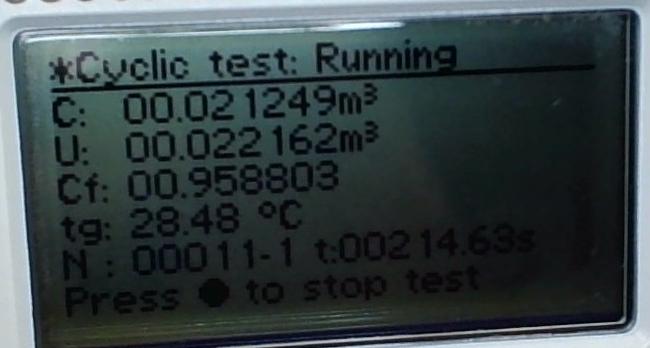 *Cyclic test: Running
C: 00.021249m³
U: 00.022162m³
Cf: 00.958803
tg: 28.48 °C
N : 00011-1 t:00214.63s
Press ● to stop test